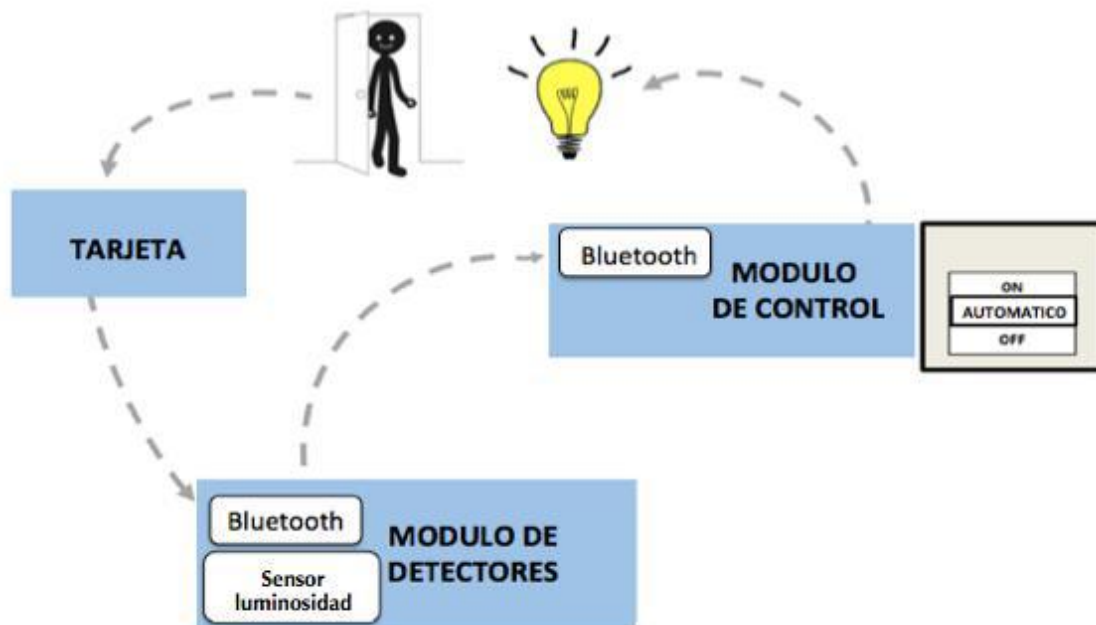 TARJETA
Bluetooth
MODULO
DE CONTROL
ON
AUTOMATICO
OFF
Bluetooth
Sensor
luminosidad
MODULO DE
DETECTORES